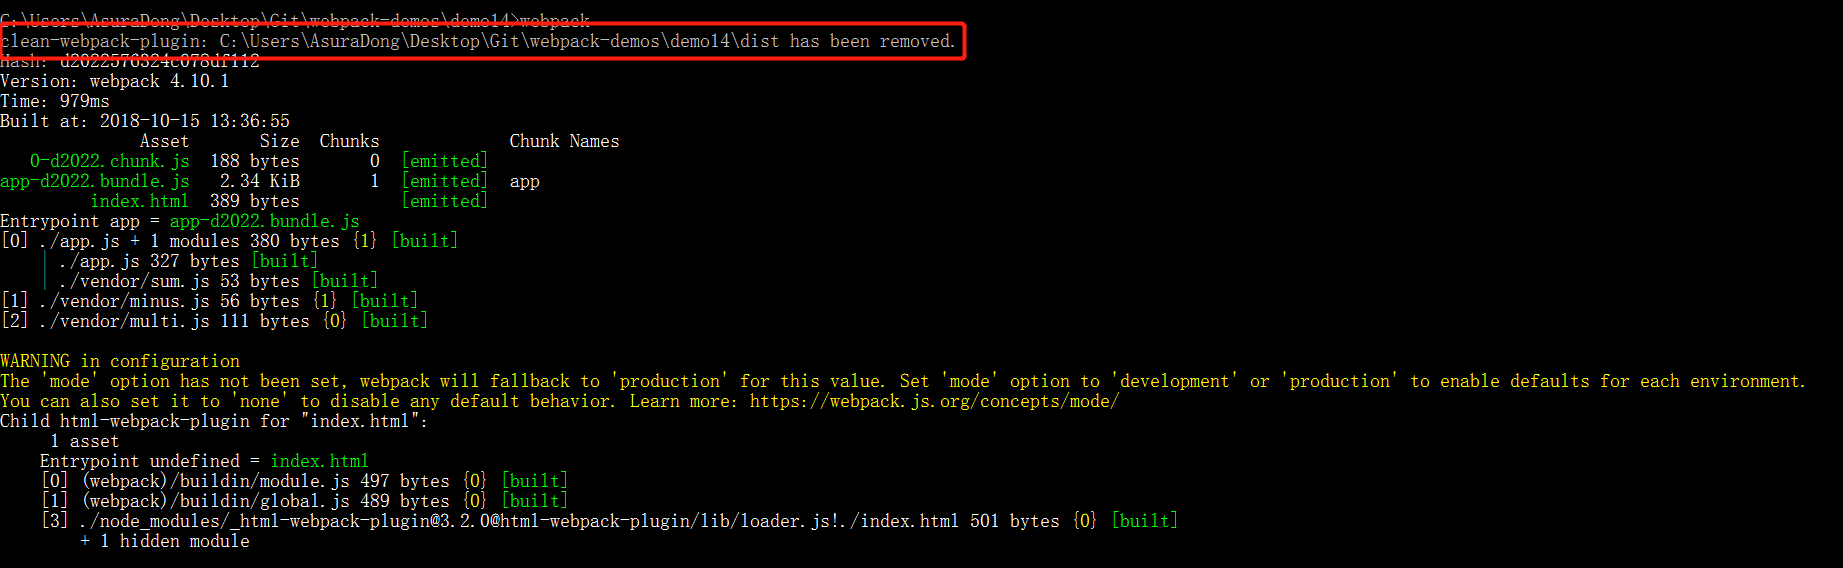 C:\Users\AsuraDong\Desktop\Git\webpack-demos\demo14>webpack
clean-webpack-plugin: C:\Users\AsuraDong\Desktop\Git\webpack-demos\demo14\dist has been removed.
Hash: d2022576324c078df112
Version: webpack 4.10.1
Time: 979ms
Built at: 2018-10-15 13:36:55
Asset Size Chunks Chunk Names
0-d2022.chunk.js 188 bytes 0 [emitted]
app-d2022.bundle.js 2.34 KiB 1 [emitted] app
index.html 389 bytes [emitted]
Entrypoint app = app-d2022.bundle.js
[0] ./app.js + 1 modules 380 bytes {1} [built]
| ./app.js 327 bytes [built]
| ./vendor/sum.js 53 bytes [built]
[1] ./vendor/minus.js 56 bytes {1} [built]
[2] ./vendor/multi.js 111 bytes {0} [built]
WARNING in configuration
The 'mode' option has not been set, webpack will fallback to 'production' for this value. Set 'mode' option to 'development' or 'production' to enable defaults for each environment.
You can also set it to 'none' to disable any default behavior. Learn more: https://webpack.js.org/concepts/mode/
Child html-webpack-plugin for "index.html":
1 asset
Entrypoint undefined = index.html
[0] (webpack)/buildin/module.js 497 bytes {0} [built]
[1] (webpack)/buildin/global.js 489 bytes {0} [built]
[3] ./node_modules/_html-webpack-plugin@3.2.0@html-webpack-plugin/lib/loader.js!./index.html 501 bytes {0} [built]
+ 1 hidden module